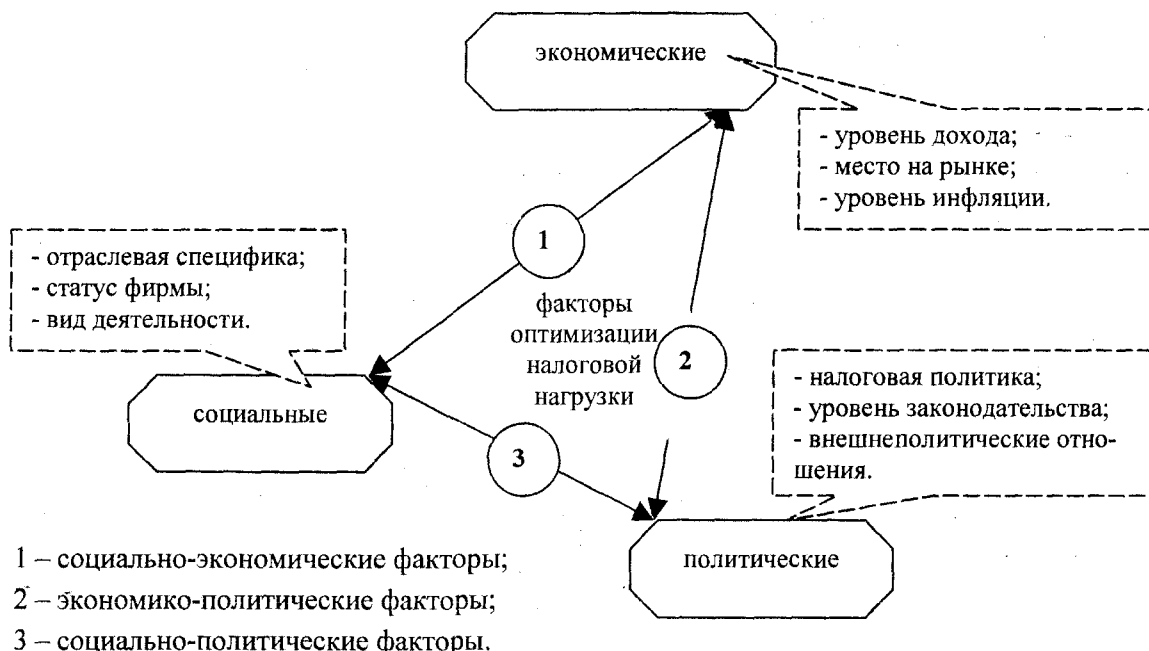 экономические
- уровень дохода;
- место на рынке;
- уровень инфляции.
1
- отраслевая специфика;
- статус фирмы;
- вид деятельности.
факторы
оптимизации
налоговой
нагрузки
2
- налоговая политика;
- уровень законодательства;
- внешнеполитические отно-
шения.
социальные
3
политические
1 – социально-экономические факторы;
2 – экономико-политические факторы;
3 – социально-политические факторы.